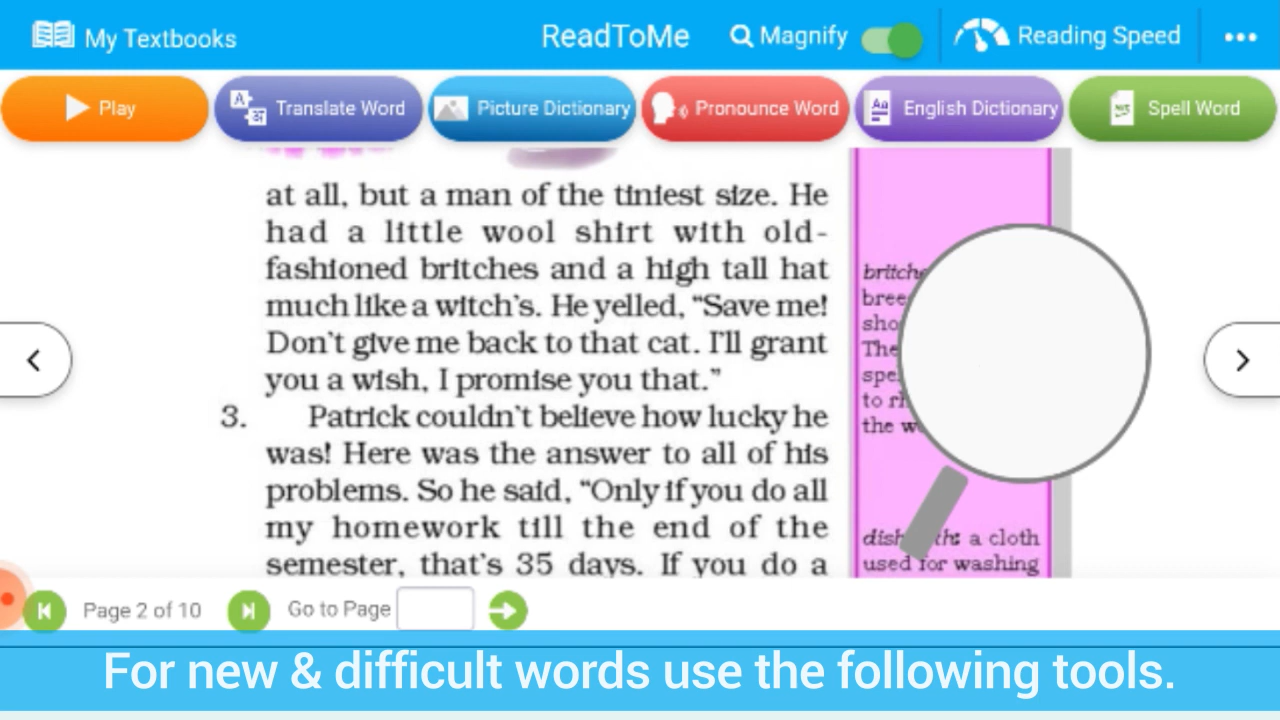 My Textbooks ReadToMe Magnify Reading Speed
Play Translate Word Picture Dictionary Pronounce Word English Dictionary Spell Word
at all, but a man of the tiniest size. He
had a little wool shirt with old-
fashioned britches and a high tall hat
much like a witch's. He yelled, “Save me!
Don't give me back to that cat. I'll grant
you a wish, I promise you that.”
3. Patrick couldn't believe how lucky he
was! Here was the answer to all of his
problems. So he said, “Only if you do all
my homework till the end of the
semester, that's 35 days. If you do a
to
the
a cloth
used for washing
Page 2 of 10 Go to Page
For new & difficult words use the following tools.